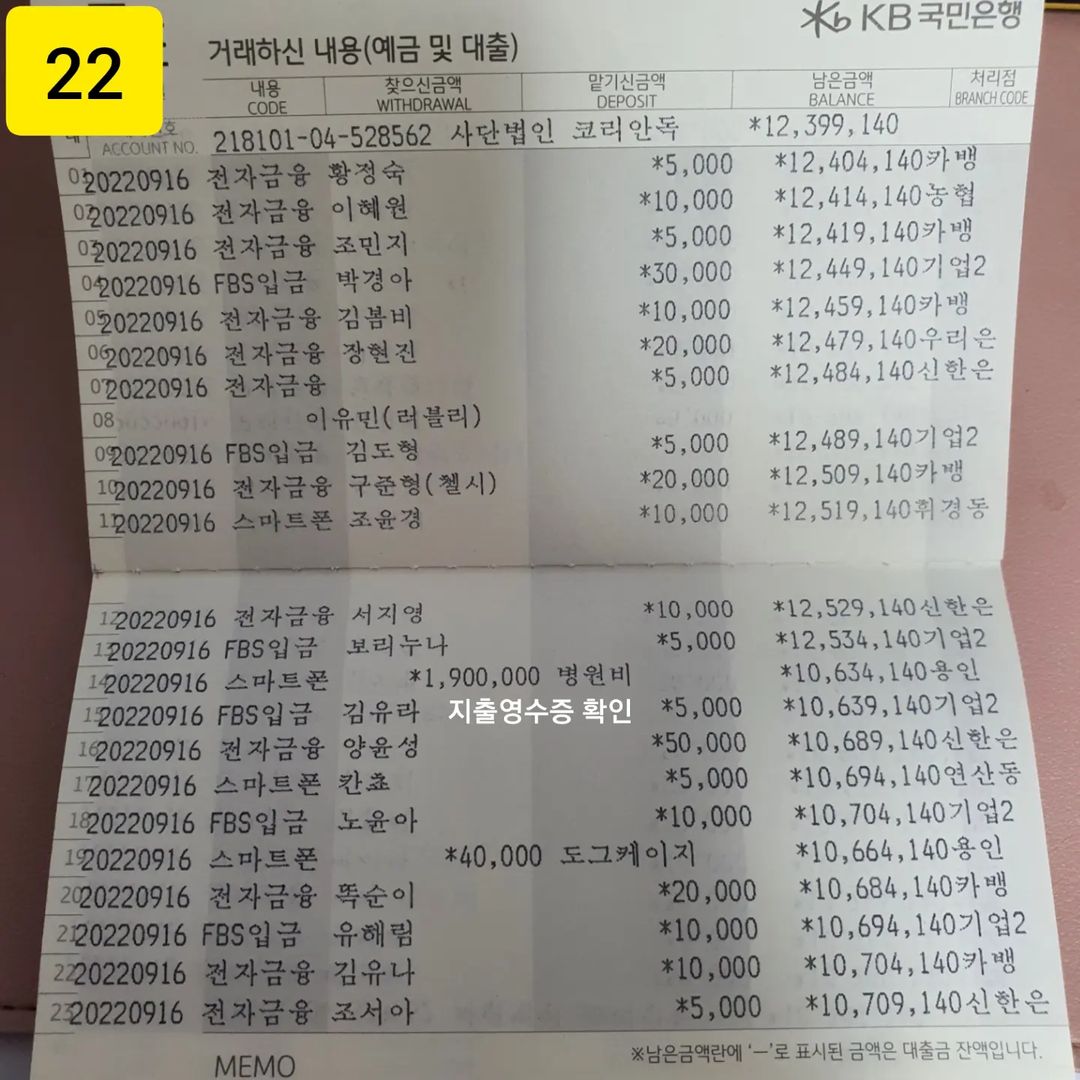 22
KB국민은행
거래하신 내용(예금 및 대출)
내용 찾으신금액 맡기신금액 남은금액 처리점
CODE WITHDRAWAL DEPOSIT BALANCE BRANCH CODE
ACCOUNT NO. 218101-04-528562 사단법인 코리안독 *12,399,140
01 20220916 전자금융 황정숙 *5,000 *12,404,140카뱅
02 20220916 전자금융 이혜원 *10,000 *12,414,140농협
03 20220916 전자금융 조민지 *5,000 *12,419,140카뱅
04 20220916 FBS입금 박경아 *30,000 *12,449,140기업2
05 20220916 전자금융 김봄비 *10,000 *12,459,140카뱅
06 20220916 전자금융 장현진 *20,000 *12,479,140우리은
07 20220916 전자금융 *5,000 *12,484,140신한은
08 이유민(러블리)
09 20220916 FBS입금 김도형 *5,000 *12,489,140기업2
10 20220916 전자금융 구준형(첼시) *20,000 *12,509,140카뱅
11 20220916 스마트폰 조윤경 *10,000 *12,519,140휘경동
12 20220916 전자금융 서지영 *10,000 *12,529,140신한은
13 20220916 FBS입금 보리누나 *5,000 *12,534,140기업2
14 20220916 스마트폰 *1,900,000 병원비 *10,634,140용인
15 20220916 FBS입금 김유라 *5,000 *10,639,140기업2
지출영수증 확인
16 20220916 전자금융 양윤성 *50,000 *10,689,140신한은
17 20220916 스마트폰 칸쵸 *5,000 *10,694,140연산동
18 20220916 FBS입금 노윤아 *10,000 *10,704,140기업2
19 20220916 스마트폰 *40,000 도그케이지 *10,664,140용인
20 20220916 전자금융 똑순이 *20,000 *10,684,140카뱅
21 20220916 FBS입금 유해림 *10,000 *10,694,140기업2
22 20220916 전자금융 김유나 *10,000 *10,704,140카뱅
23 20220916 전자금융 조서아 *5,000 *10,709,140신한은
MEMO ※남은금액란에 ‘－’로 표시된 금액은 대출금 잔액입니다.